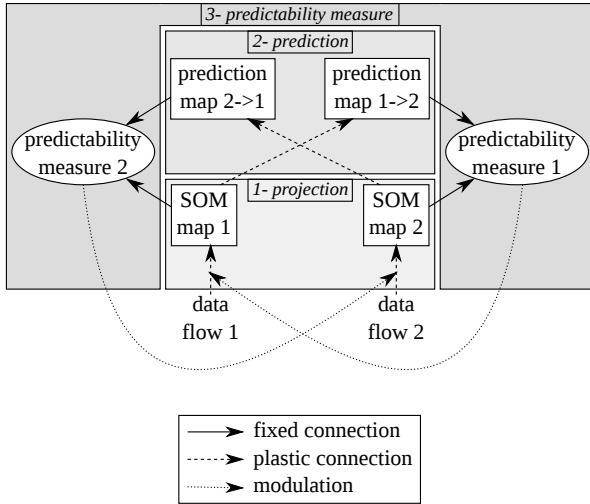 3- predictability measure
2- prediction
prediction
map 2->1
prediction
map 1->2
predictability
measure 2
predictability
measure 1
1- projection
SOM
map 1
SOM
map 2
data
flow 1
data
flow 2
fixed connection
plastic connection
modulation